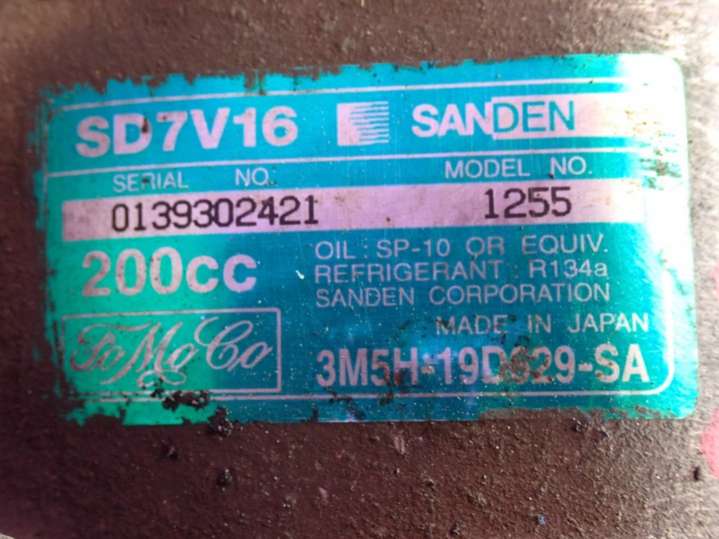 SD7V16 SANDEN
SERIAL NO. MODEL NO.
0139302421 1255
200cc
OIL : SP-10 OR EQUIV.
REFRIGERANT : R134a
SANDEN CORPORATION
MADE IN JAPAN
FoMoCo
3M5H-19D629-SA